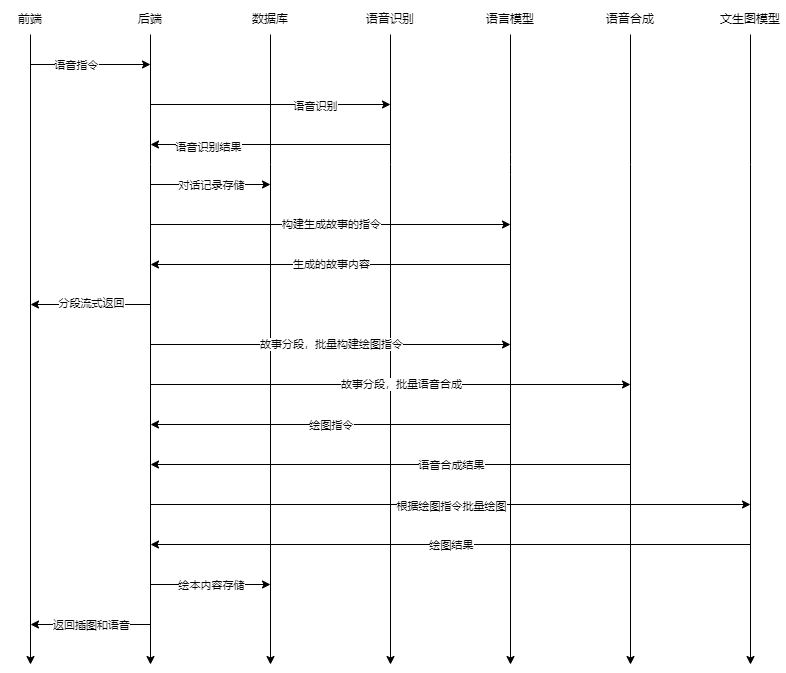 前端
后端
数据库
语音识别
语言模型
语音合成
文生图模型
语音指令
语音识别
语音识别结果
对话记录存储
构建生成故事的指令
生成的故事内容
分段流式返回
故事分段，批量构建绘图指令
故事分段，批量语音合成
绘图指令
语音合成结果
根据绘图指令批量绘图
绘图结果
绘本内容存储
返回插图和语音